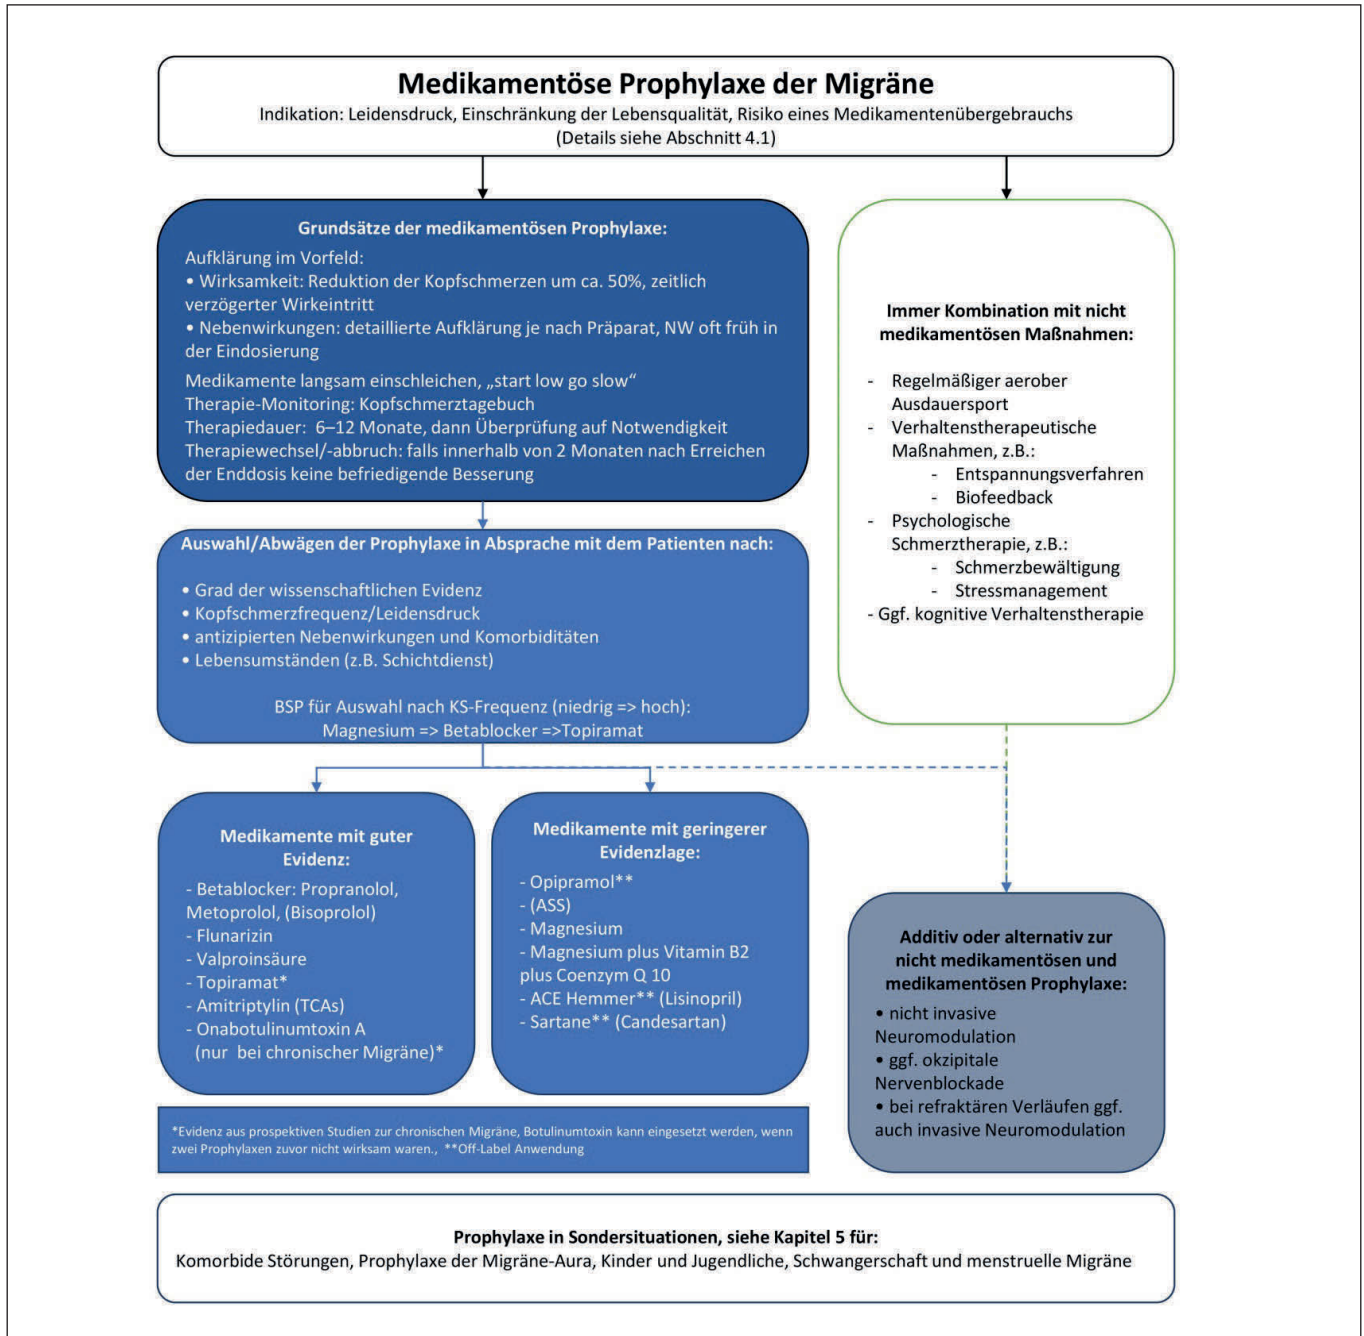 Medikamentöse Prophylaxe der Migräne
Indikation: Leidensdruck, Einschränkung der Lebensqualität, Risiko eines Medikamentenübergebrauchs
(Details siehe Abschnitt 4.1)
Grundsätze der medikamentösen Prophylaxe:
Aufklärung im Vorfeld:
• Wirksamkeit: Reduktion der Kopfschmerzen um ca. 50%, zeitlich
verzögerter Wirkeintritt
• Nebenwirkungen: detaillierte Aufklärung je nach Präparat, NW oft früh in
der Eindosierung
Medikamente langsam einschleichen, „start low go slow“
Therapie-Monitoring: Kopfschmerztagebuch
Therapiedauer: 6–12 Monate, dann Überprüfung auf Notwendigkeit
Therapiewechsel/-abbruch: falls innerhalb von 2 Monaten nach Erreichen
der Enddosis keine befriedigende Besserung
Immer Kombination mit nicht
medikamentösen Maßnahmen:
- Regelmäßiger aerober
Ausdauersport
- Verhaltenstherapeutische
Maßnahmen, z.B.:
- Entspannungsverfahren
- Biofeedback
- Psychologische
Schmerztherapie, z.B.:
- Schmerzbewältigung
- Stressmanagement
- Ggf. kognitive Verhaltenstherapie
Auswahl/Abwägen der Prophylaxe in Absprache mit dem Patienten nach:
• Grad der wissenschaftlichen Evidenz
• Kopfschmerzfrequenz/Leidensdruck
• antizipierten Nebenwirkungen und Komorbiditäten
• Lebensumständen (z.B. Schichtdienst)
BSP für Auswahl nach KS-Frequenz (niedrig => hoch):
Magnesium => Betablocker =>Topiramat
Medikamente mit guter
Evidenz:
- Betablocker: Propranolol,
Metoprolol, (Bisoprolol)
- Flunarizin
- Valproinsäure
- Topiramat*
- Amitriptylin (TCAs)
- Onabotulinumtoxin A
(nur bei chronischer Migräne)*
Medikamente mit geringerer
Evidenzlage:
- Opipramol**
- (ASS)
- Magnesium
- Magnesium plus Vitamin B2
plus Coenzym Q 10
- ACE Hemmer** (Lisinopril)
- Sartane** (Candesartan)
Additiv oder alternativ zur
nicht medikamentösen und
medikamentösen Prophylaxe:
• nicht invasive
Neuromodulation
• ggf. okzipitale
Nervenblockade
• bei refraktären Verläufen ggf.
auch invasive Neuromodulation
*Evidenz aus prospektiven Studien zur chronischen Migräne, Botulinumtoxin kann eingesetzt werden, wenn
zwei Prophylaxen zuvor nicht wirksam waren., **Off-Label Anwendung
Prophylaxe in Sondersituationen, siehe Kapitel 5 für:
Komorbide Störungen, Prophylaxe der Migräne-Aura, Kinder und Jugendliche, Schwangerschaft und menstruelle Migräne